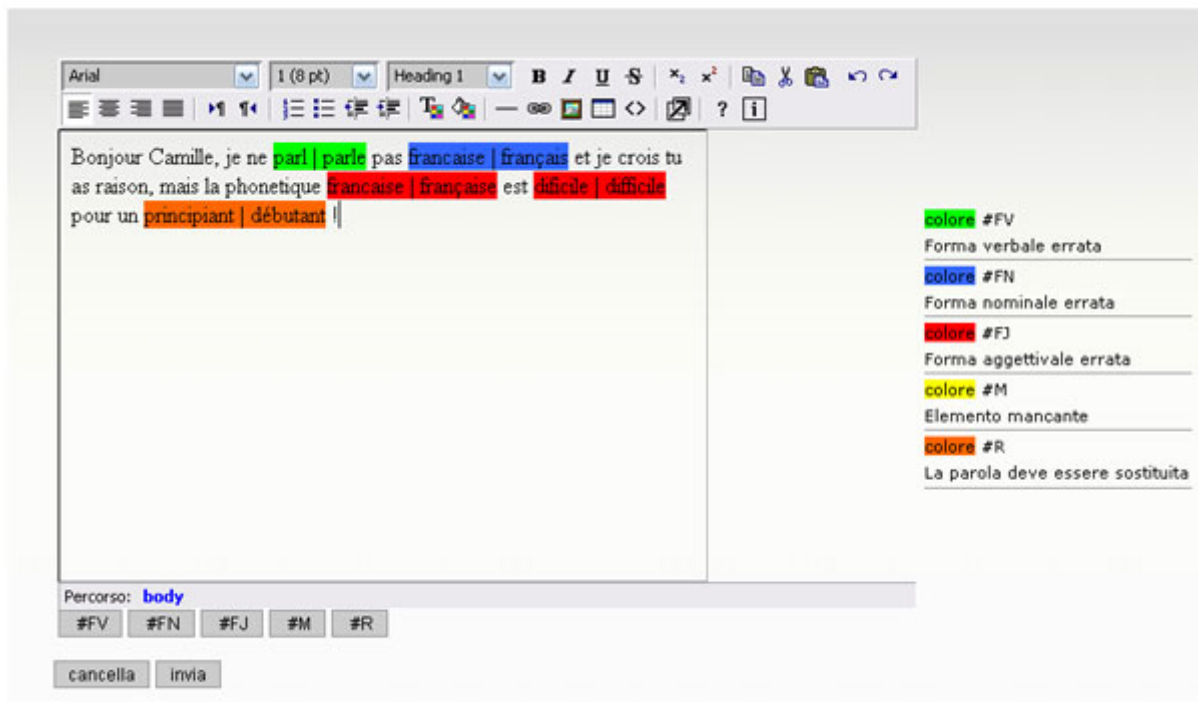 Arial 1 (8 pt) Heading 1 B I U S x₂ x²
T ? i
Bonjour Camille, je ne parl | parle pas francaise | français et je crois tu
as raison, mais la phonetique francaise | française est dificile | difficile
pour un principiant | débutant !
colore #FV
Forma verbale errata
colore #FN
Forma nominale errata
colore #FJ
Forma aggettivale errata
colore #M
Elemento mancante
colore #R
La parola deve essere sostituita
Percorso: body
#FV #FN #FJ #M #R
cancella invia